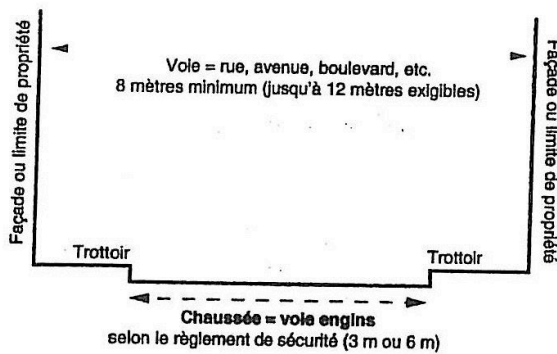 Façade ou limite de propriété
Voie = rue, avenue, boulevard, etc.
8 mètres minimum (jusqu'à 12 mètres exigibles)
Façade ou limite de propriété
Trottoir
Trottoir
Chaussée = voie engins
selon le règlement de sécurité (3 m ou 6 m)